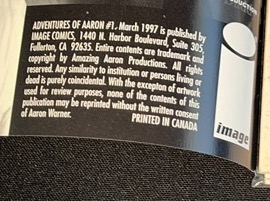 DUCTION
ADVENTURES OF AARON #1. March 1997 is published by
IMAGE COMICS, 1440 N. Harbor Boulevard, Suite 305,
Fullerton, CA 92635. Entire contents are trademark and
copyright by Amazing Aaron Productions. All rights
reserved. Any similarity to institution or persons living or
dead is purely coincidental. With the excepton of artwork
used for review purposes, none of the contents of this
publication may be reprinted without the written consent
of Aaron Warner.
PRINTED IN CANADA
image